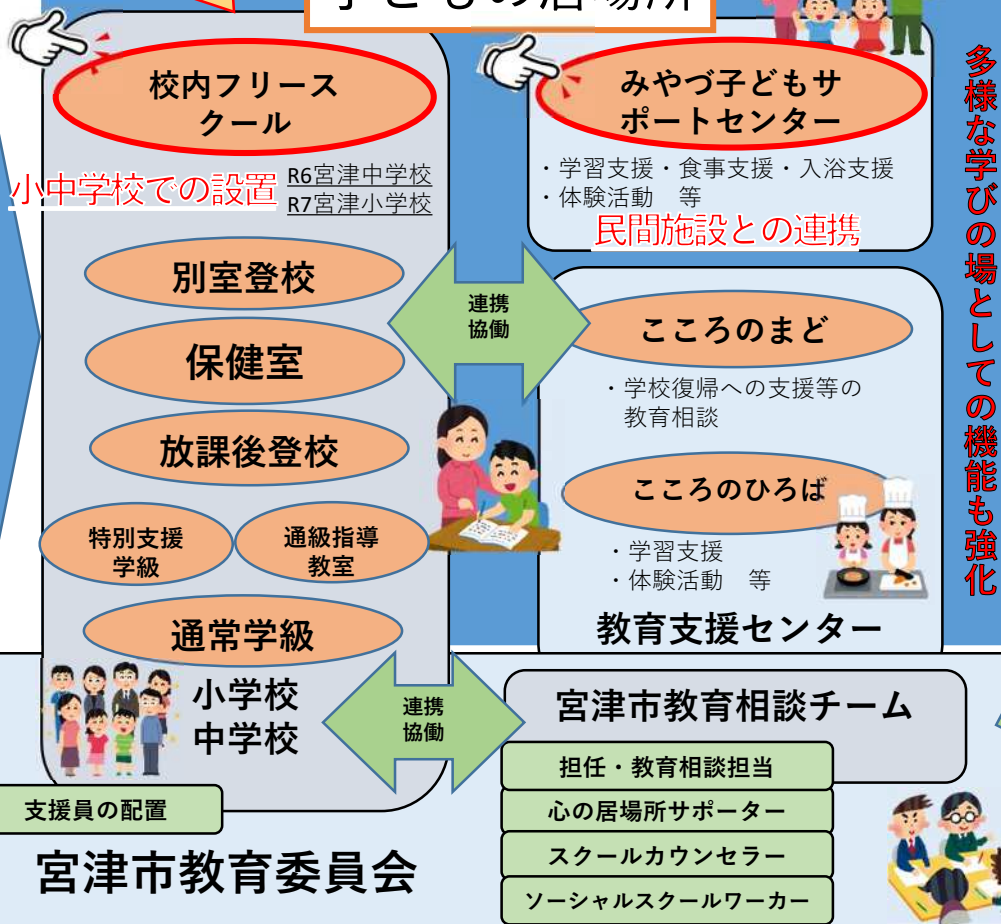 子どもの居場所
校内フリース
クール
小中学校での設置
R6宮津中学校
R7宮津小学校
別室登校
保健室
放課後登校
特別支援
学級
通級指導
教室
通常学級
小学校
中学校
連携
協働
みやづ子どもサ
ポートセンター
・学習支援・食事支援・入浴支援
・体験活動 等
民間施設との連携
こころのまど
・学校復帰への支援等の
教育相談
こころのひろば
・学習支援
・体験活動 等
教育支援センター
多様な学びの場としての機能も強化
連携
協働
宮津市教育相談チーム
担任・教育相談担当
心の居場所サポーター
スクールカウンセラー
ソーシャルスクールワーカー
支援員の配置
宮津市教育委員会